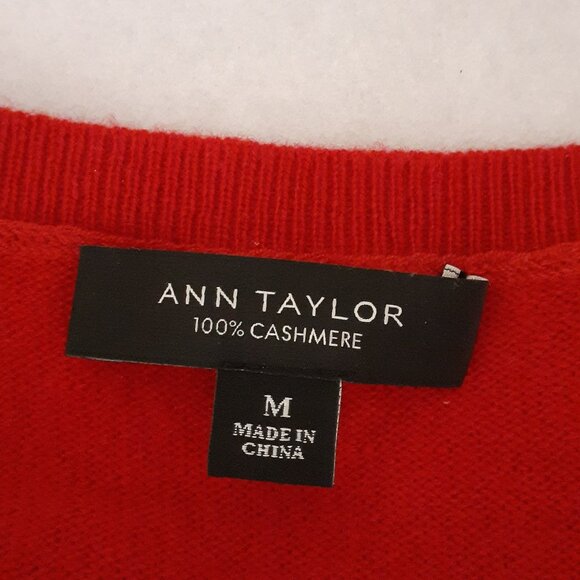 ANN TAYLOR
100% CASHMERE
M
MADE IN
CHINA